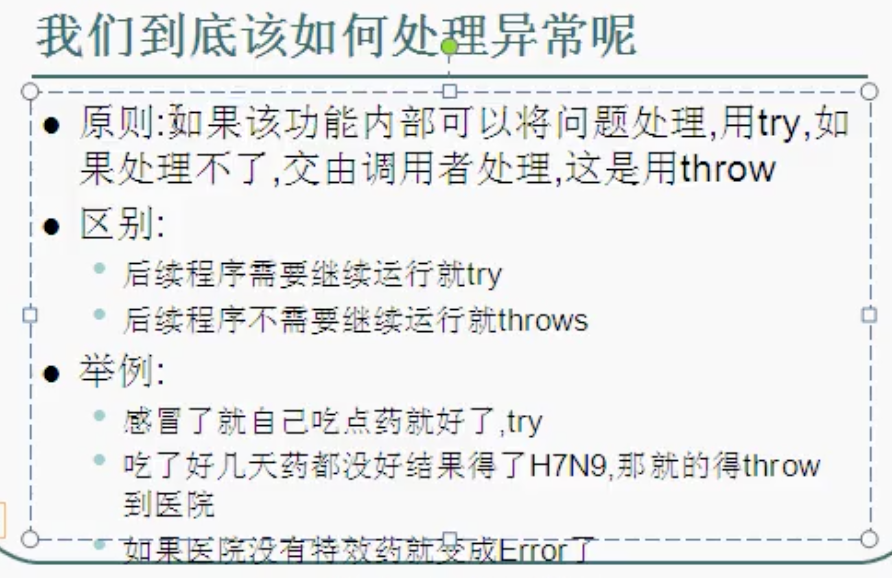 我们到底该如何处理异常呢
原则:如果该功能内部可以将问题处理,用try,如
果处理不了,交由调用者处理,这是用throw
区别:
后续程序需要继续运行就try
后续程序不需要继续运行就throws
举例:
感冒了就自己吃点药就好了,try
吃了好几天药都没好结果得了H7N9,那就的得throw
到医院
如果医院没有特效药就变成Error了